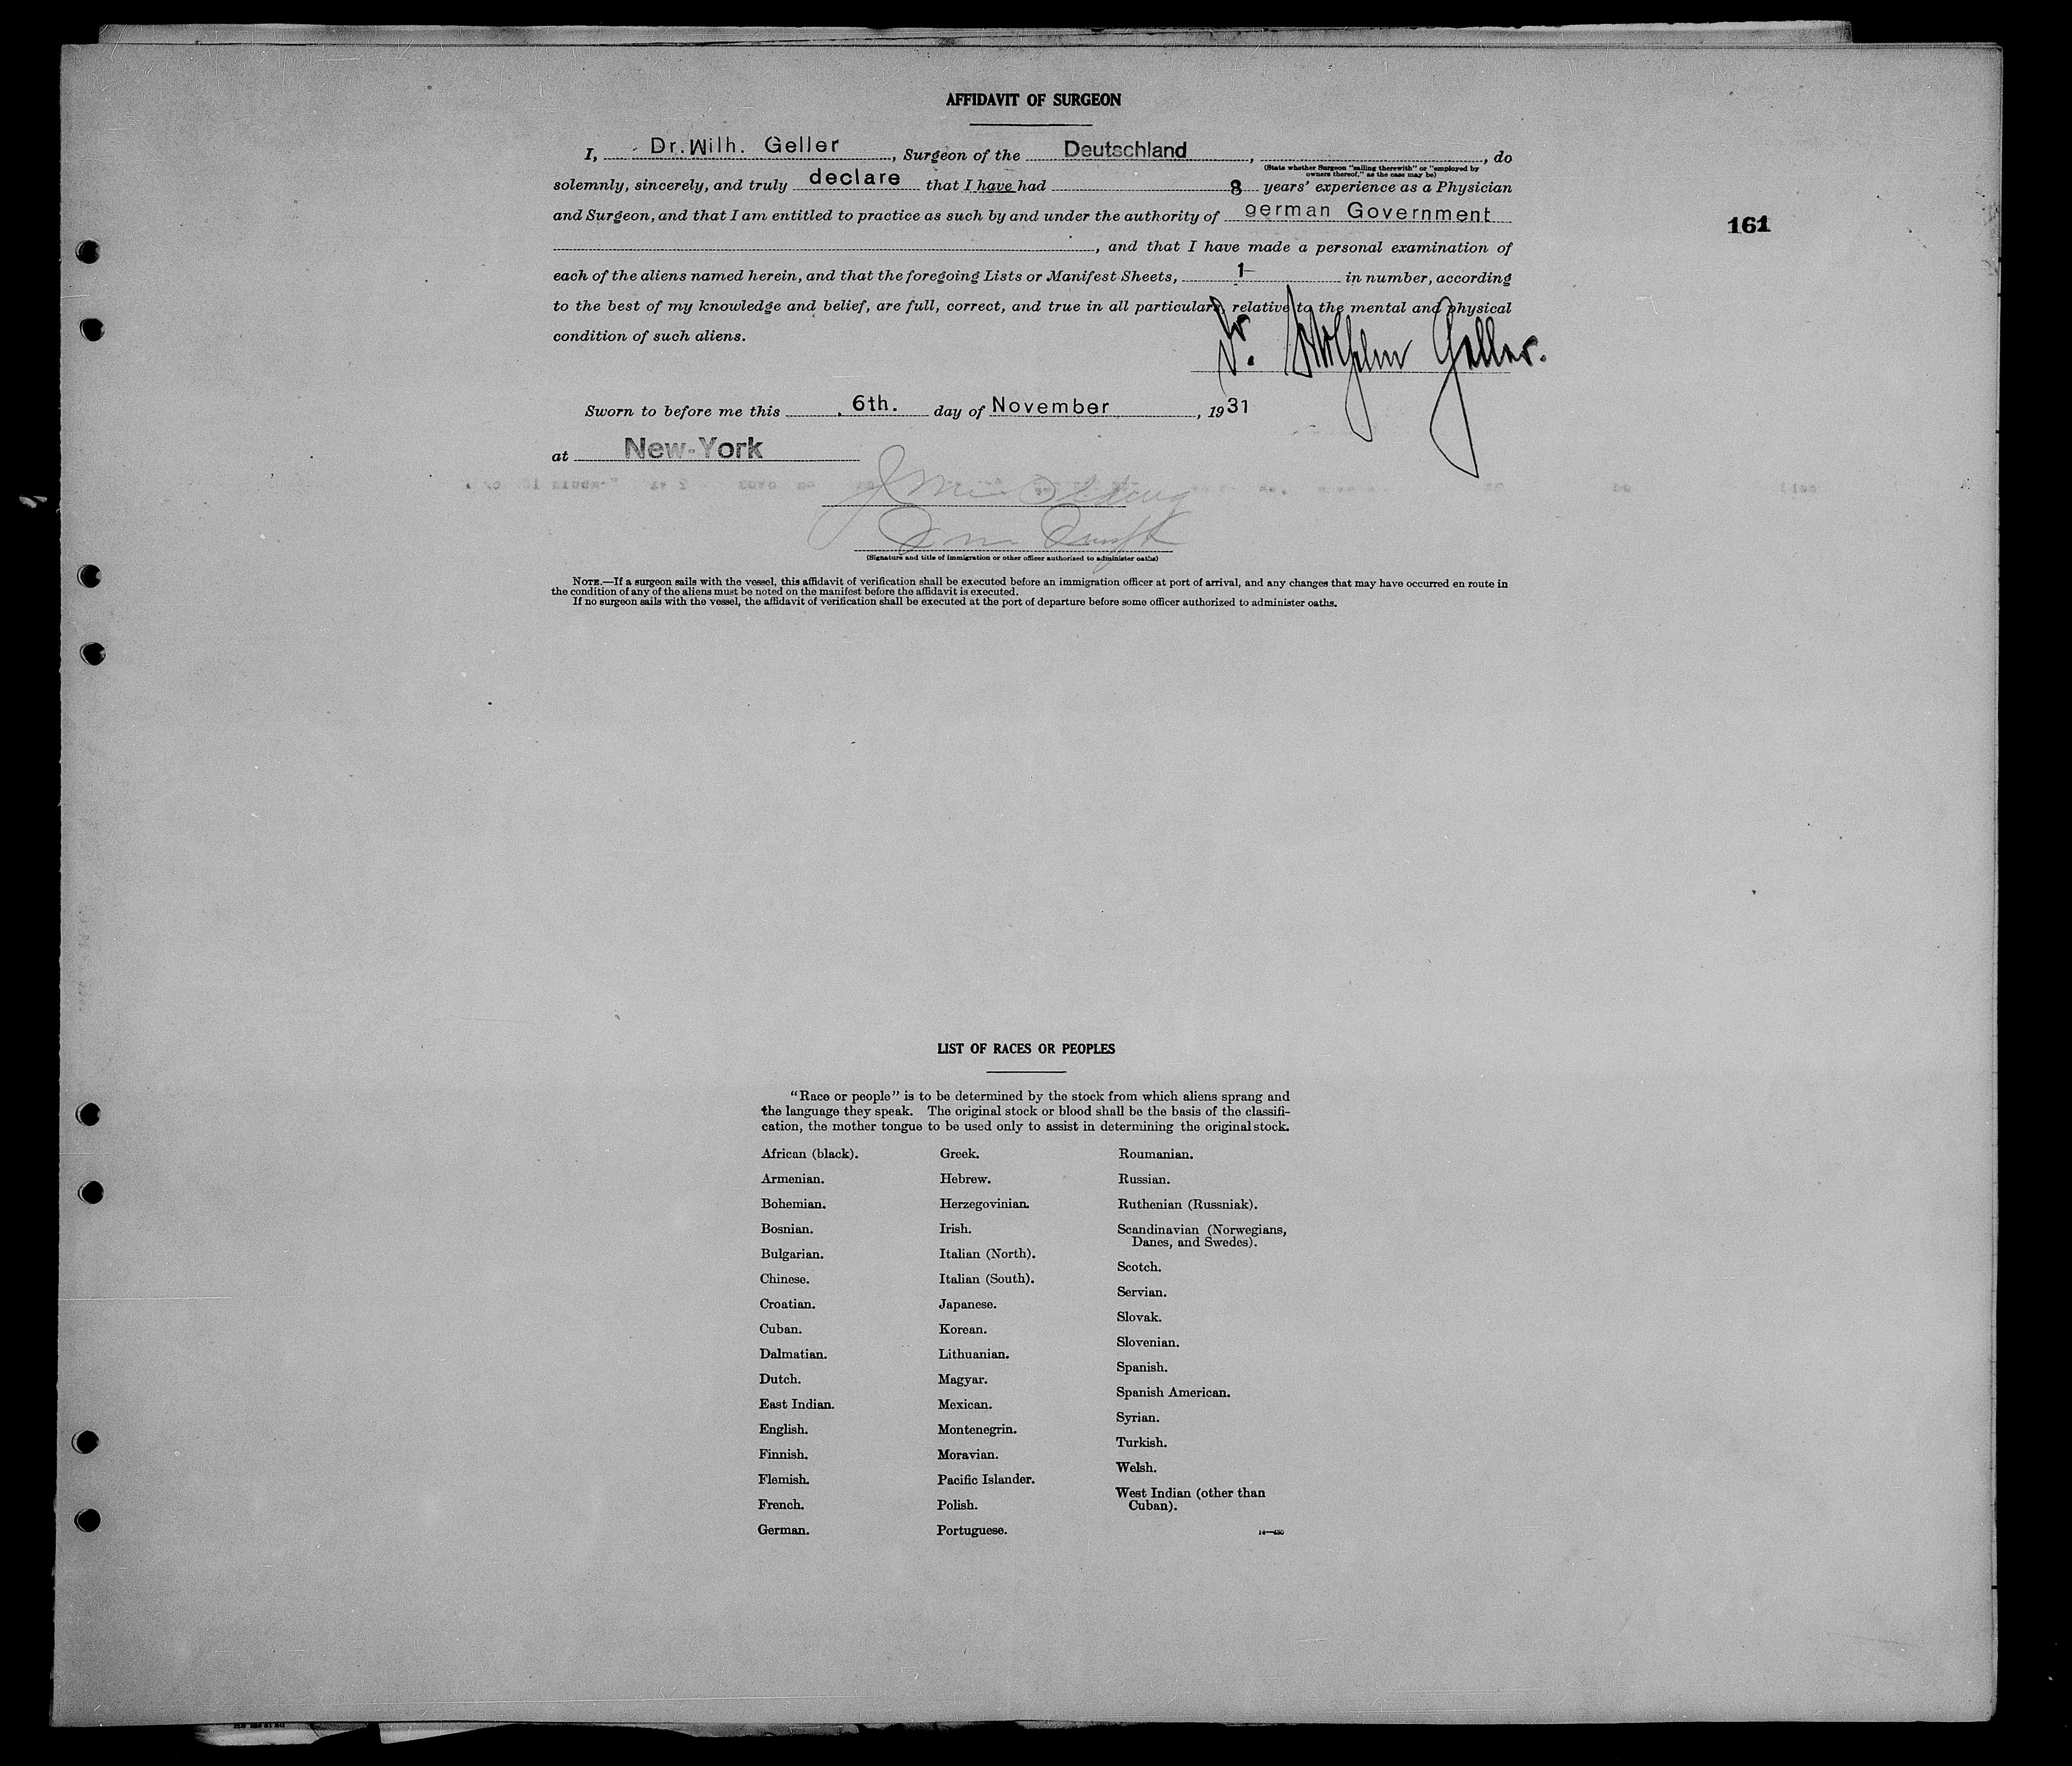 AFFIDAVIT OF SURGEON
I, Dr. Wilh. Geller, Surgeon of the Deutschland, , do
(State whether Surgeon "sailing therewith" or "employed by
owners thereof," as the case may be)
solemnly, sincerely, and truly declare that I have had 8 years' experience as a Physician
and Surgeon, and that I am entitled to practice as such by and under the authority of german Government
161
, and that I have made a personal examination of
each of the aliens named herein, and that the foregoing Lists or Manifest Sheets, 1 in number, according
to the best of my knowledge and belief, are full, correct, and true in all particulars relative to the mental and physical
condition of such aliens.
Dr. Wilhelm Geller.
Sworn to before me this 6th. day of November, 1931
at New-York
(Signature and title of immigration or other officer authorized to administer oaths)
NOTE.—If a surgeon sails with the vessel, this affidavit of verification shall be executed before an immigration officer at port of arrival, and any changes that may have occurred en route in
the condition of any of the aliens must be noted on the manifest before the affidavit is executed.
If no surgeon sails with the vessel, the affidavit of verification shall be executed at the port of departure before some officer authorized to administer oaths.
LIST OF RACES OR PEOPLES
"Race or people" is to be determined by the stock from which aliens sprang and
the language they speak. The original stock or blood shall be the basis of the classifi-
cation, the mother tongue to be used only to assist in determining the original stock.
African (black).
Armenian.
Bohemian.
Bosnian.
Bulgarian.
Chinese.
Croatian.
Cuban.
Dalmatian.
Dutch.
East Indian.
English.
Finnish.
Flemish.
French.
German.
Greek.
Hebrew.
Herzegovinian.
Irish.
Italian (North).
Italian (South).
Japanese.
Korean.
Lithuanian.
Magyar.
Mexican.
Montenegrin.
Moravian.
Pacific Islander.
Polish.
Portuguese.
Roumanian.
Russian.
Ruthenian (Russniak).
Scandinavian (Norwegians,
Danes, and Swedes).
Scotch.
Servian.
Slovak.
Slovenian.
Spanish.
Spanish American.
Syrian.
Turkish.
Welsh.
West Indian (other than
Cuban).